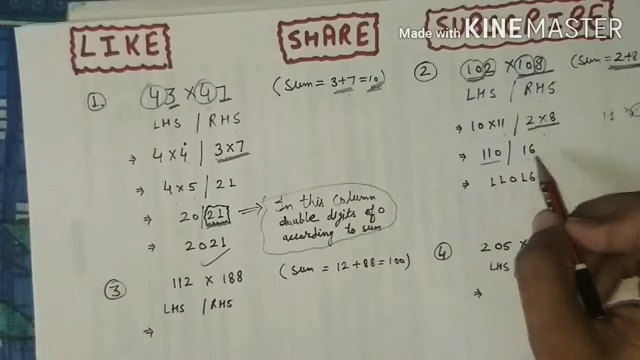 LIKE
SHARE
Made with KINEMASTER
1. 43 × 47
(Sum = 3+7 = 10)
LHS / RHS
⇒ 4 × 4̇ / 3 × 7
⇒ 4 × 5 / 21
⇒ 20/21 ⇒ In this column double digits of 0 according to sum
⇒ 2021
② 102 × 108
(Sum = 2+8
LHS / RHS
⇒ 10 × 11 / 2 × 8
⇒ 110 / 16
⇒ 11016
③ 112 × 188
(Sum = 12 + 88 = 100)
LHS / RHS
⇒
④ 205 ×
LHS
⇒